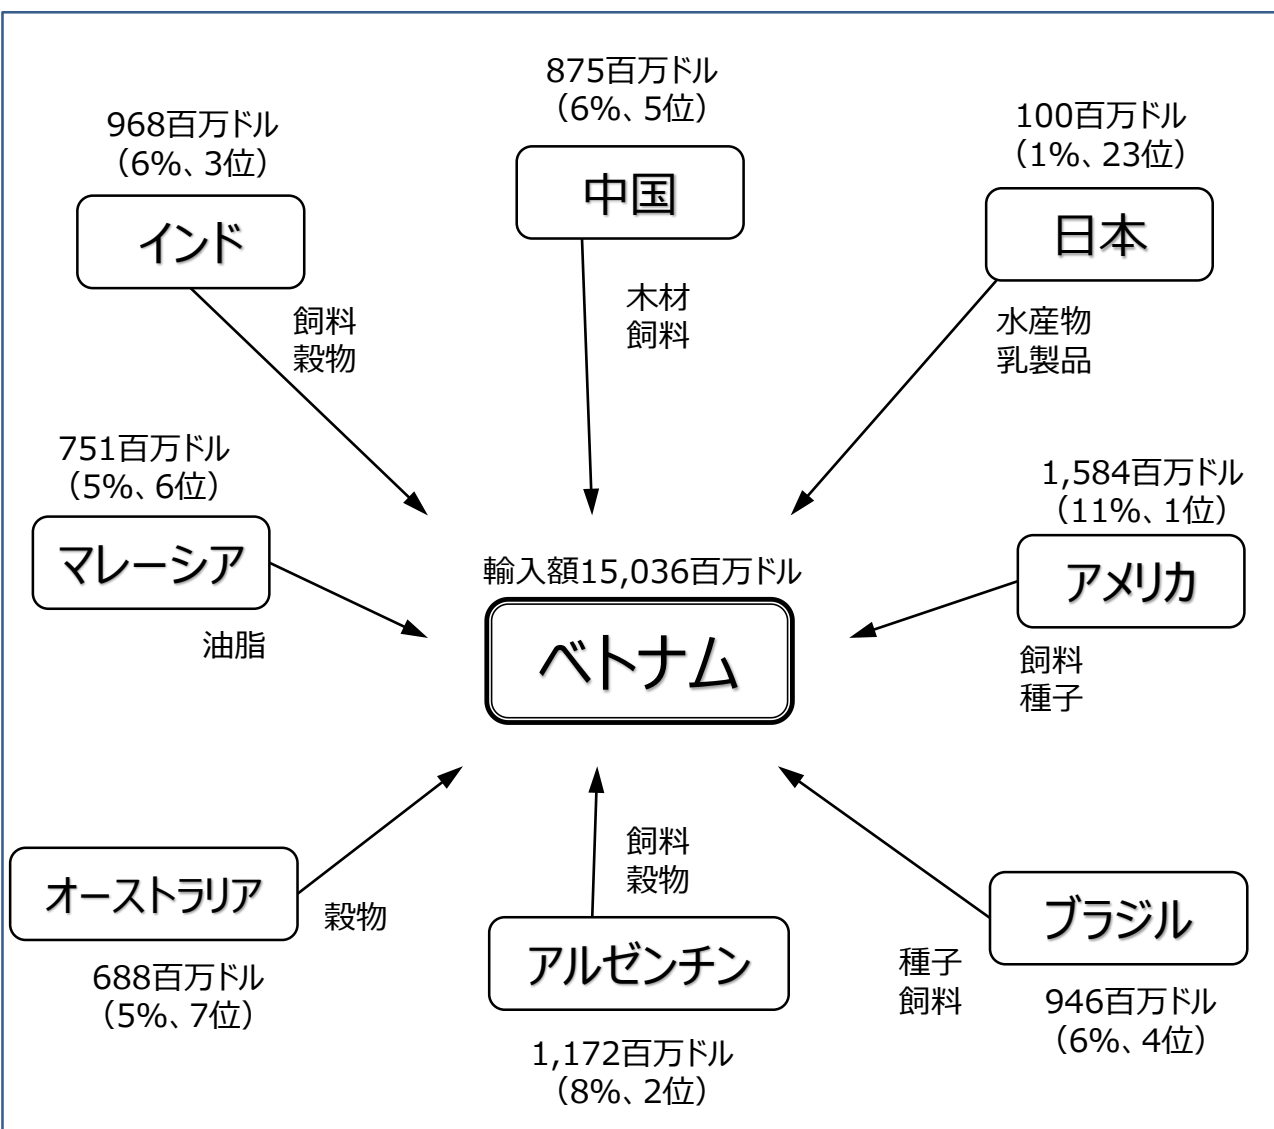 875百万ドル
（6%、5位）
中国
木材
飼料
968百万ドル
（6%、3位）
インド
飼料
穀物
100百万ドル
（1%、23位）
日本
水産物
乳製品
751百万ドル
（5%、6位）
マレーシア
油脂
1,584百万ドル
（11%、1位）
アメリカ
飼料
種子
輸入額15,036百万ドル
ベトナム
オーストラリア
穀物
688百万ドル
（5%、7位）
飼料
穀物
アルゼンチン
1,172百万ドル
（8%、2位）
ブラジル
種子
飼料
946百万ドル
（6%、4位）